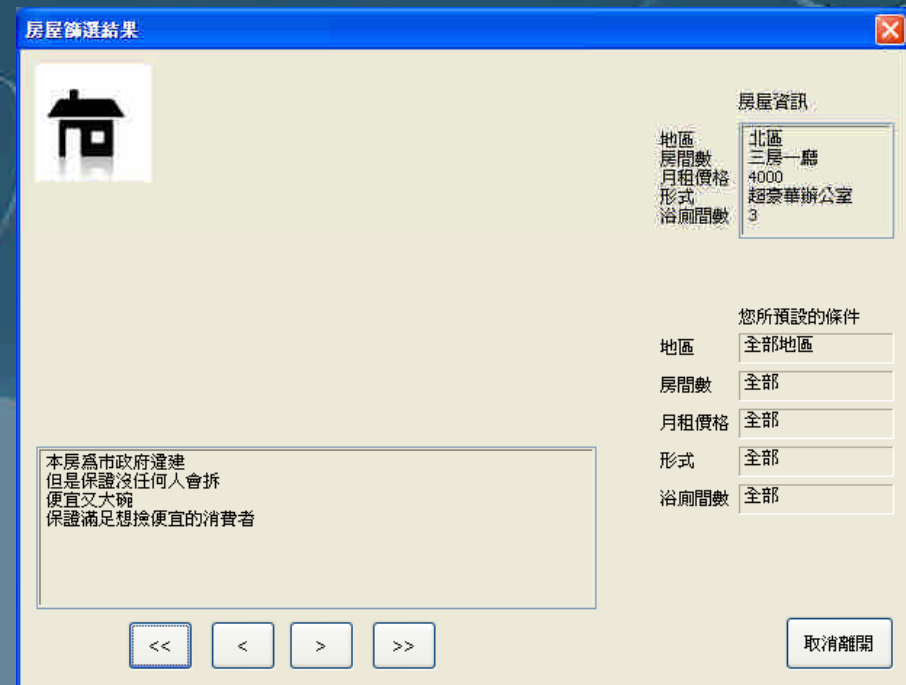 房屋篩選結果
房屋資訊
地區 北區
房間數 三房一廳
月租價格 4000
形式 超豪華辦公室
浴廁間數 3
您所預設的條件
地區 全部地區
房間數 全部
月租價格 全部
形式 全部
浴廁間數 全部
本房為市政府違建
但是保證沒任何人會拆
便宜又大碗
保證滿足想撿便宜的消費者
<< < > >>
取消離開